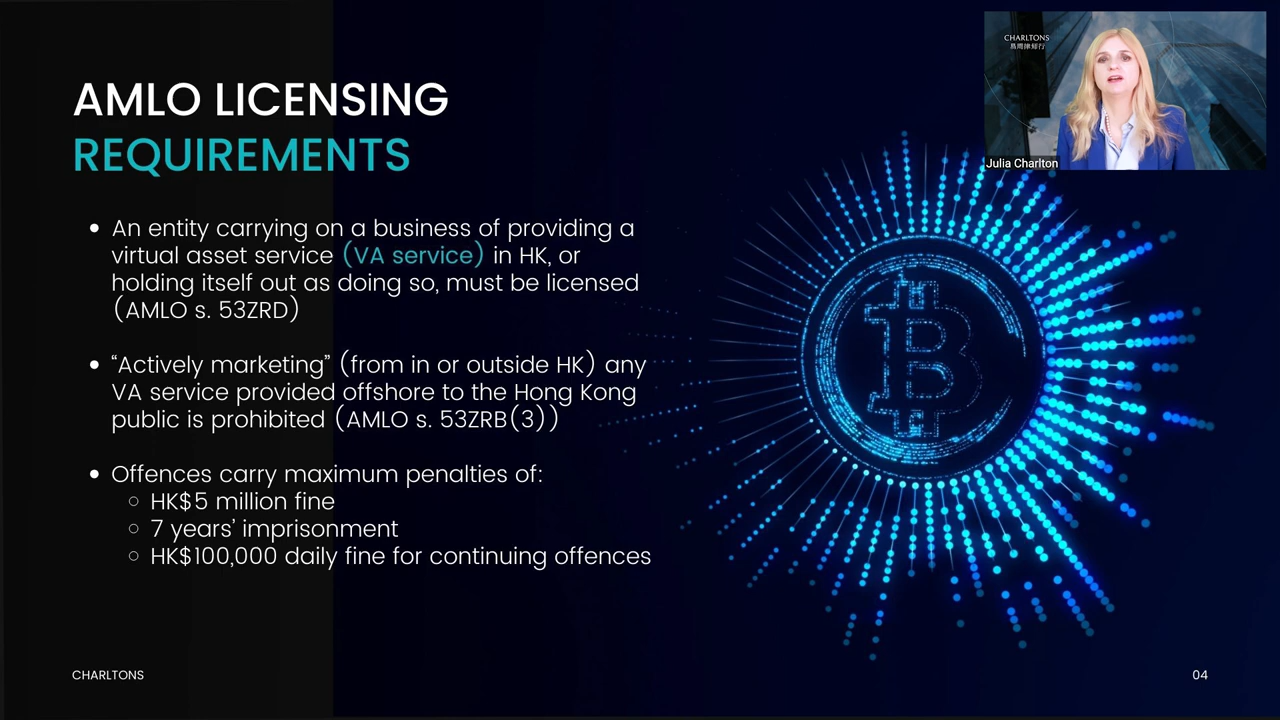 AMLO LICENSING
REQUIREMENTS
CHARLTONS
易周律師行
Julia Charlton
• An entity carrying on a business of providing a
virtual asset service (VA service) in HK, or
holding itself out as doing so, must be licensed
(AMLO s. 53ZRD)
• “Actively marketing” (from in or outside HK) any
VA service provided offshore to the Hong Kong
public is prohibited (AMLO s. 53ZRB(3))
• Offences carry maximum penalties of:
○ HK$5 million fine
○ 7 years’ imprisonment
○ HK$100,000 daily fine for continuing offences
CHARLTONS
04